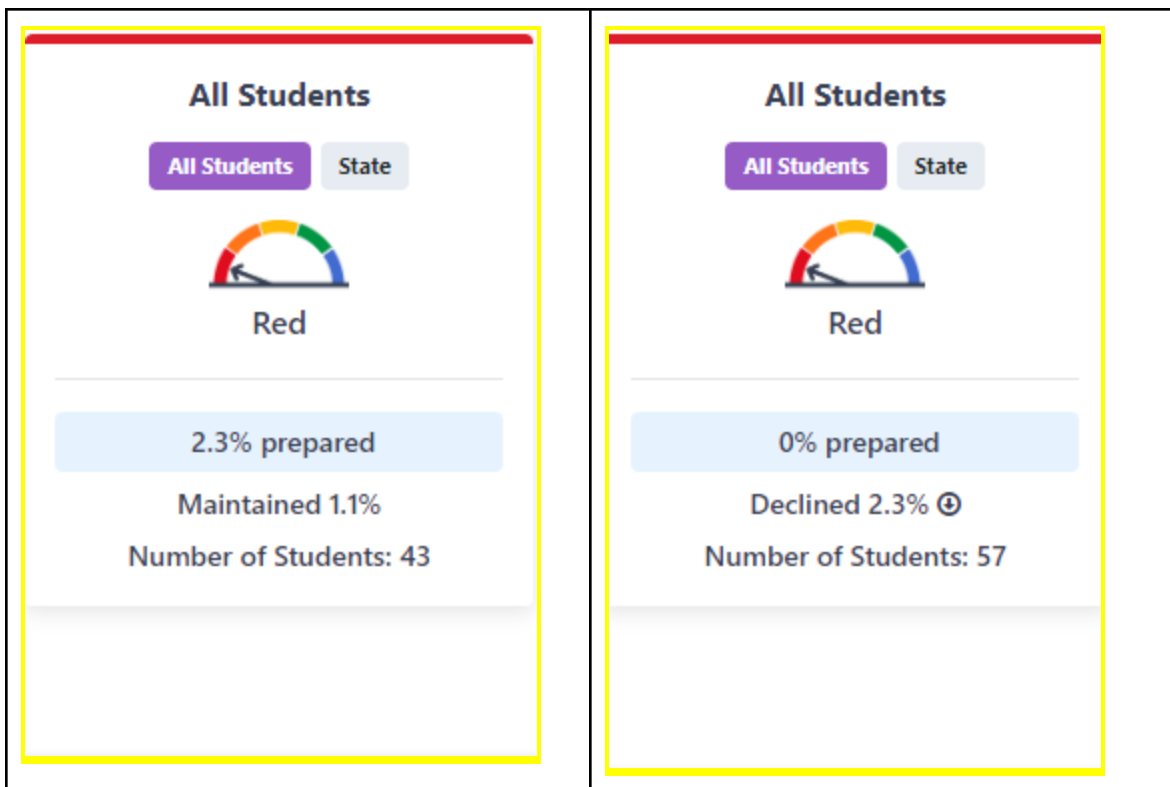 All Students
All Students State
Red
2.3% prepared
Maintained 1.1%
Number of Students: 43
All Students
All Students State
Red
0% prepared
Declined 2.3%
Number of Students: 57